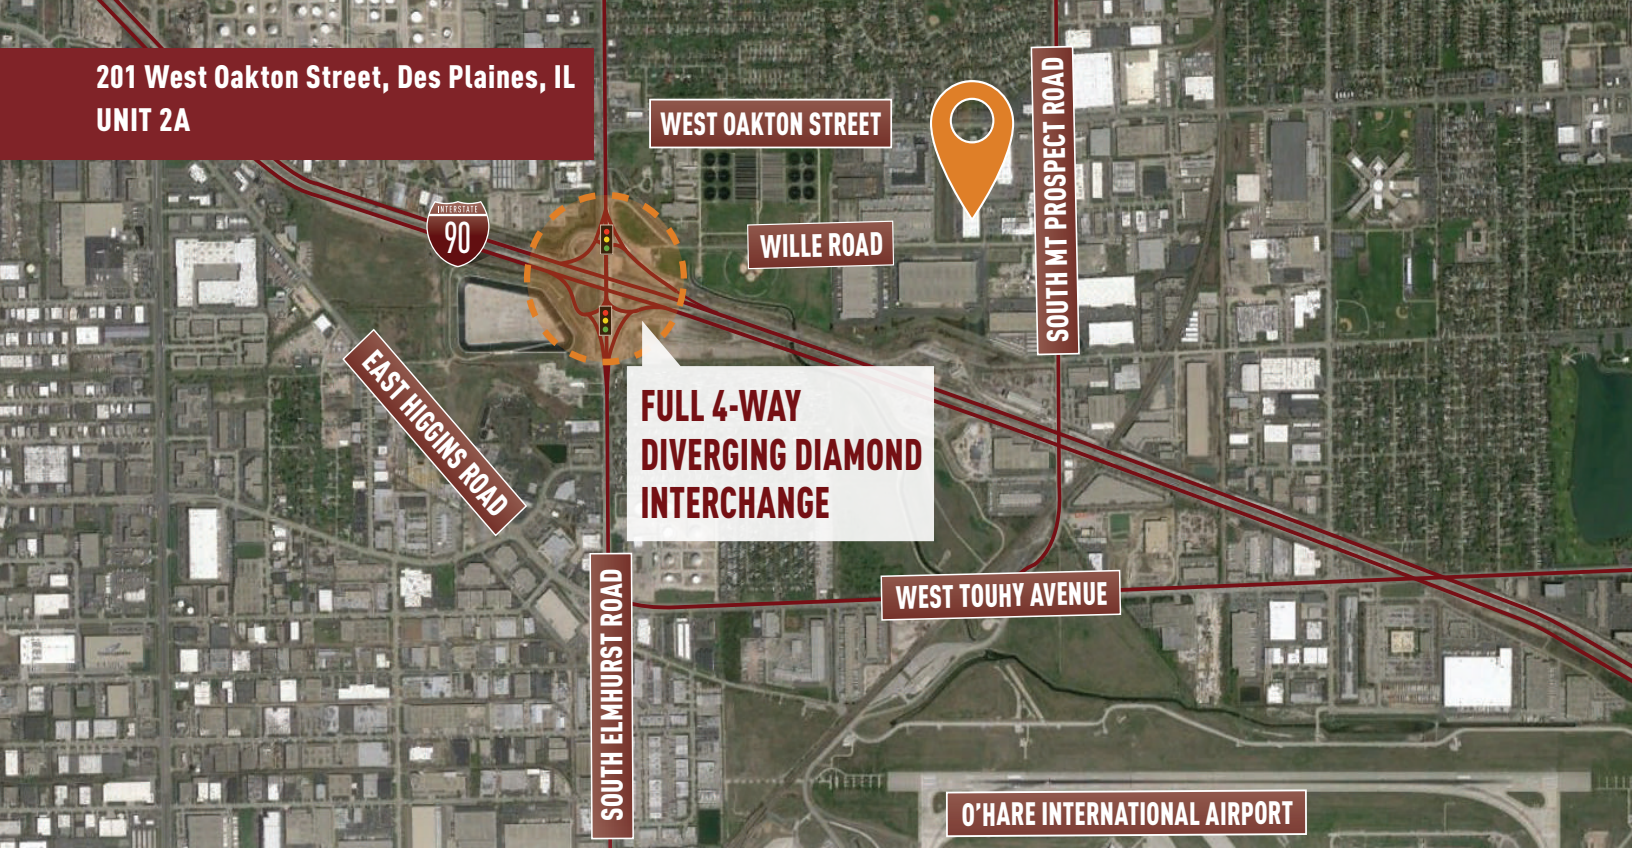 201 West Oakton Street, Des Plaines, IL
UNIT 2A
WEST OAKTON STREET
SOUTH MT PROSPECT ROAD
INTERSTATE
90
WILLE ROAD
EAST HIGGINS ROAD
FULL 4-WAY
DIVERGING DIAMOND
INTERCHANGE
WEST TOUHY AVENUE
SOUTH ELMHURST ROAD
O'HARE INTERNATIONAL AIRPORT